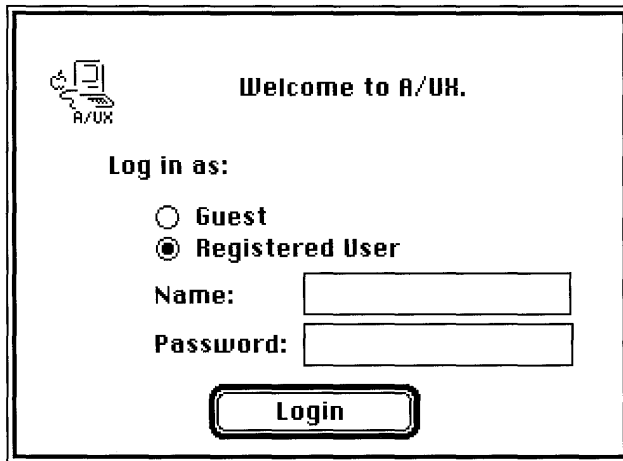 Welcome to A/UX.
A/UX
Log in as:
Guest
Registered User
Name:
Password:
Login